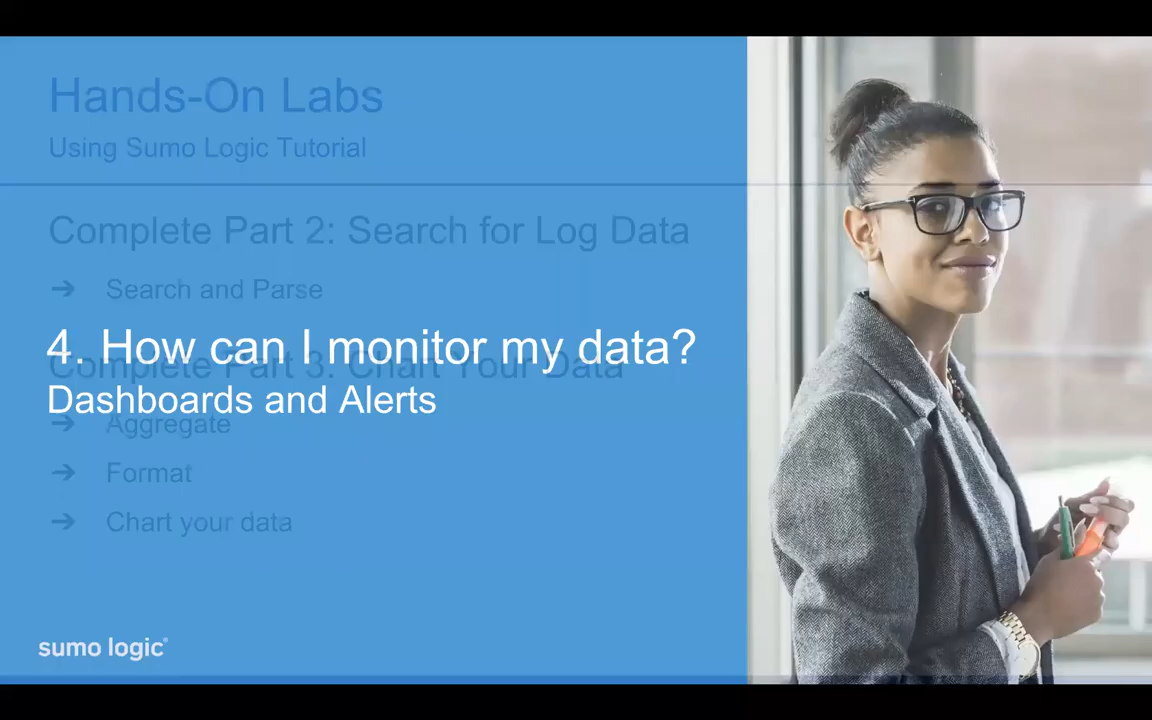 Hands-On Labs
Using Sumo Logic Tutorial
Complete Part 2: Search for Log Data
➔ Search and Parse
4. How can I monitor my data?
Complete Part 3: Chart Your Data
Dashboards and Alerts
➔ Aggregate
➔ Format
➔ Chart your data
sumo logic®